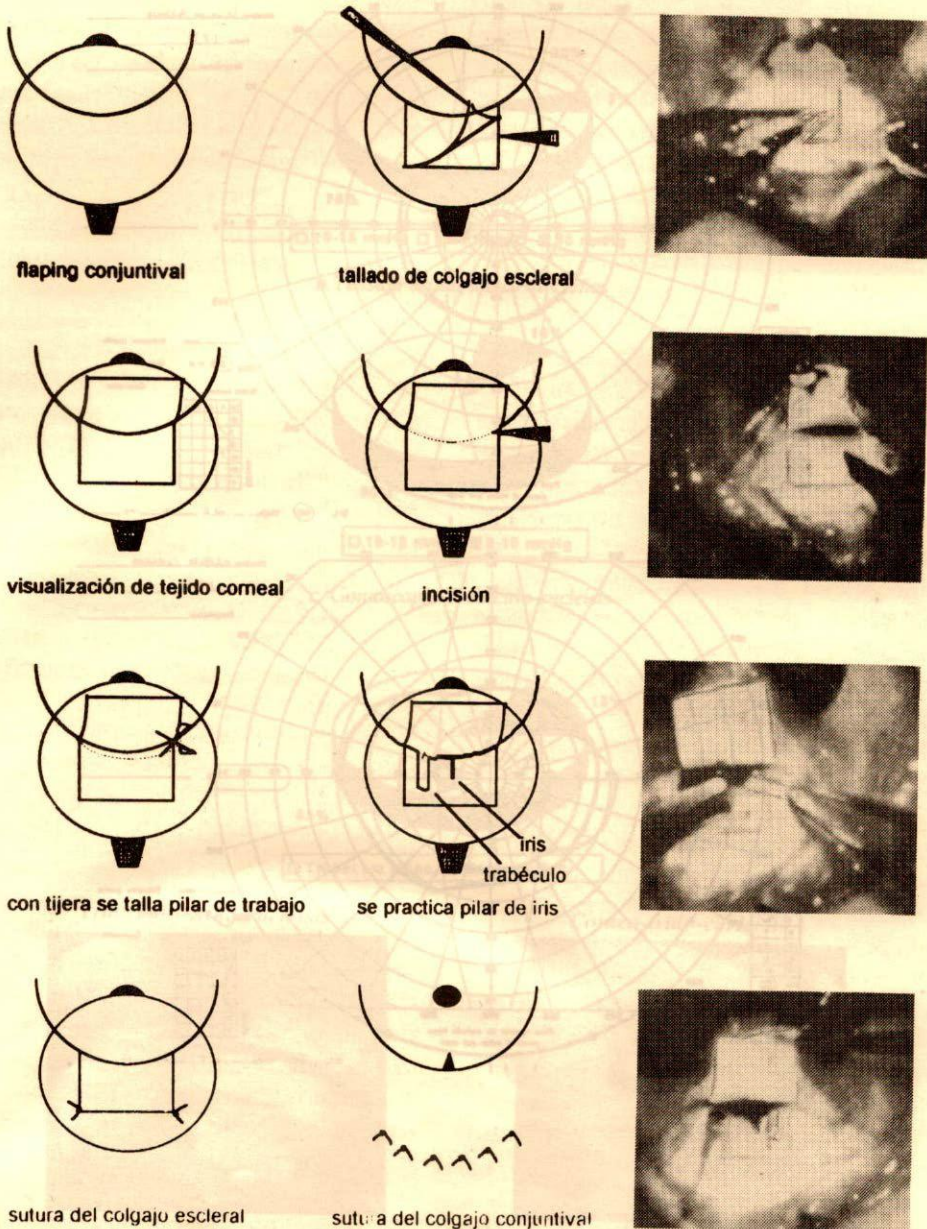 flaping conjuntival
tallado de colgajo escleral
visualización de tejido corneal
incisión
iris
trabéculo
con tijera se talla pilar de trabajo
se practica pilar de iris
sutura del colgajo escleral
sutura del colgajo conjuntival